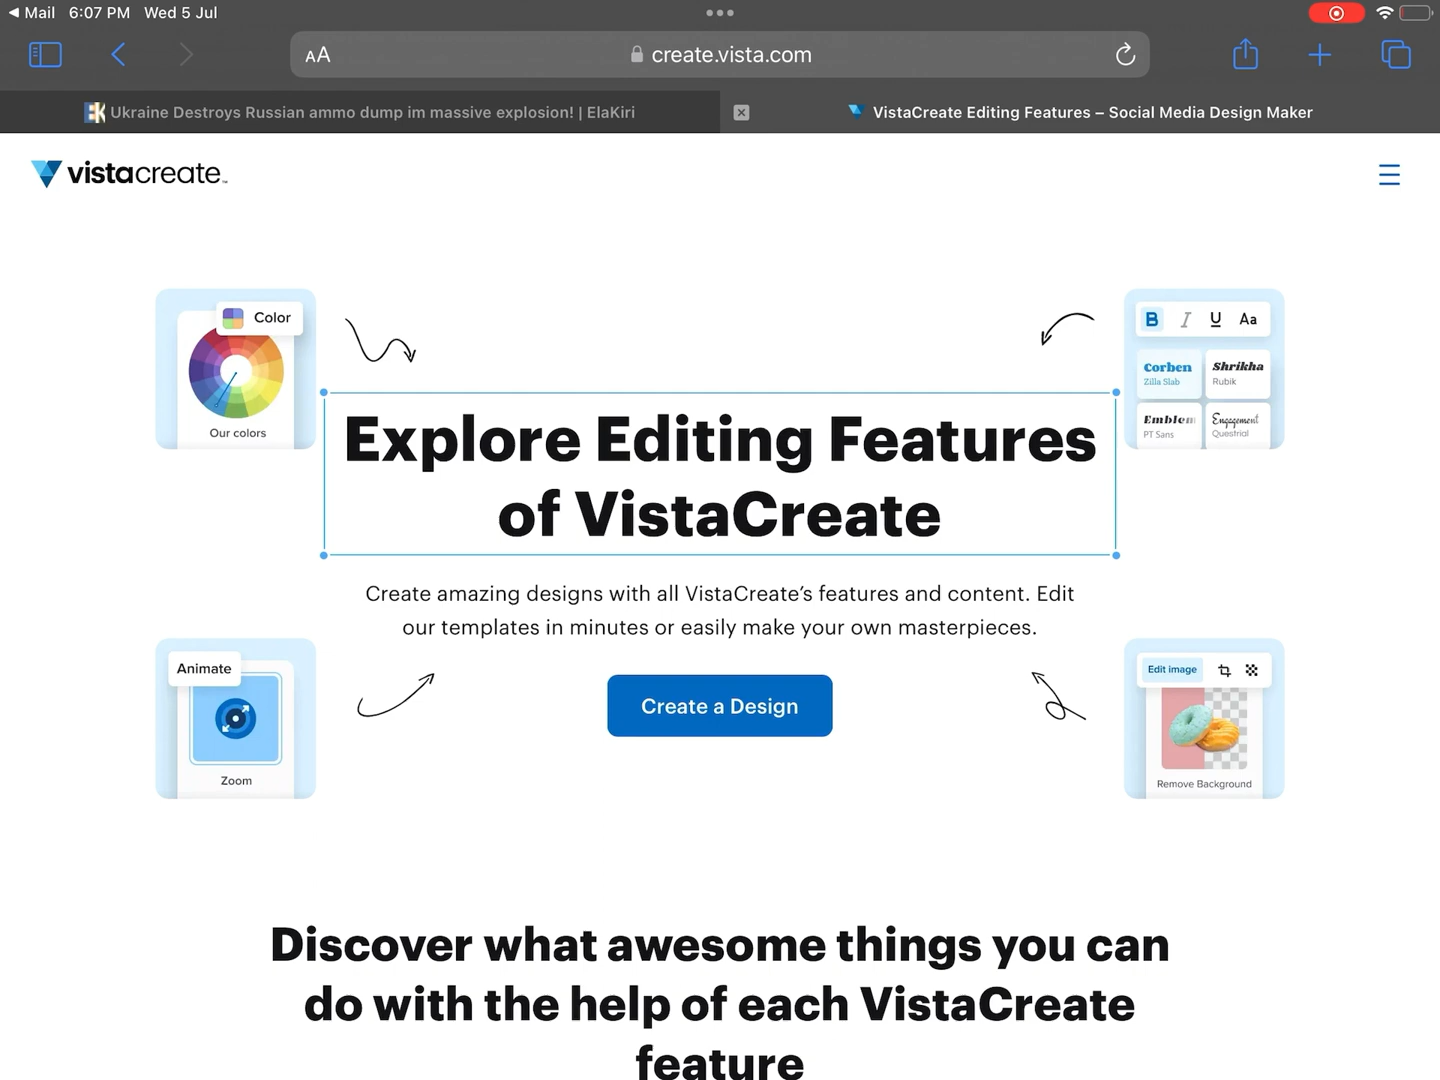 Mail 6:07 PM Wed 5 Jul
AA create.vista.com
Ukraine Destroys Russian ammo dump im massive explosion! | ElaKiri
VistaCreate Editing Features – Social Media Design Maker
vistacreate
Color
Our colors
B I U Aa
Corben
Zilla Slab
Shrikha
Rubik
Emblem
PT Sans
Engagement
Questrial
Explore Editing Features
of VistaCreate
Create amazing designs with all VistaCreate’s features and content. Edit
our templates in minutes or easily make your own masterpieces.
Create a Design
Animate
Zoom
Edit image
Remove Background
Discover what awesome things you can
do with the help of each VistaCreate
feature